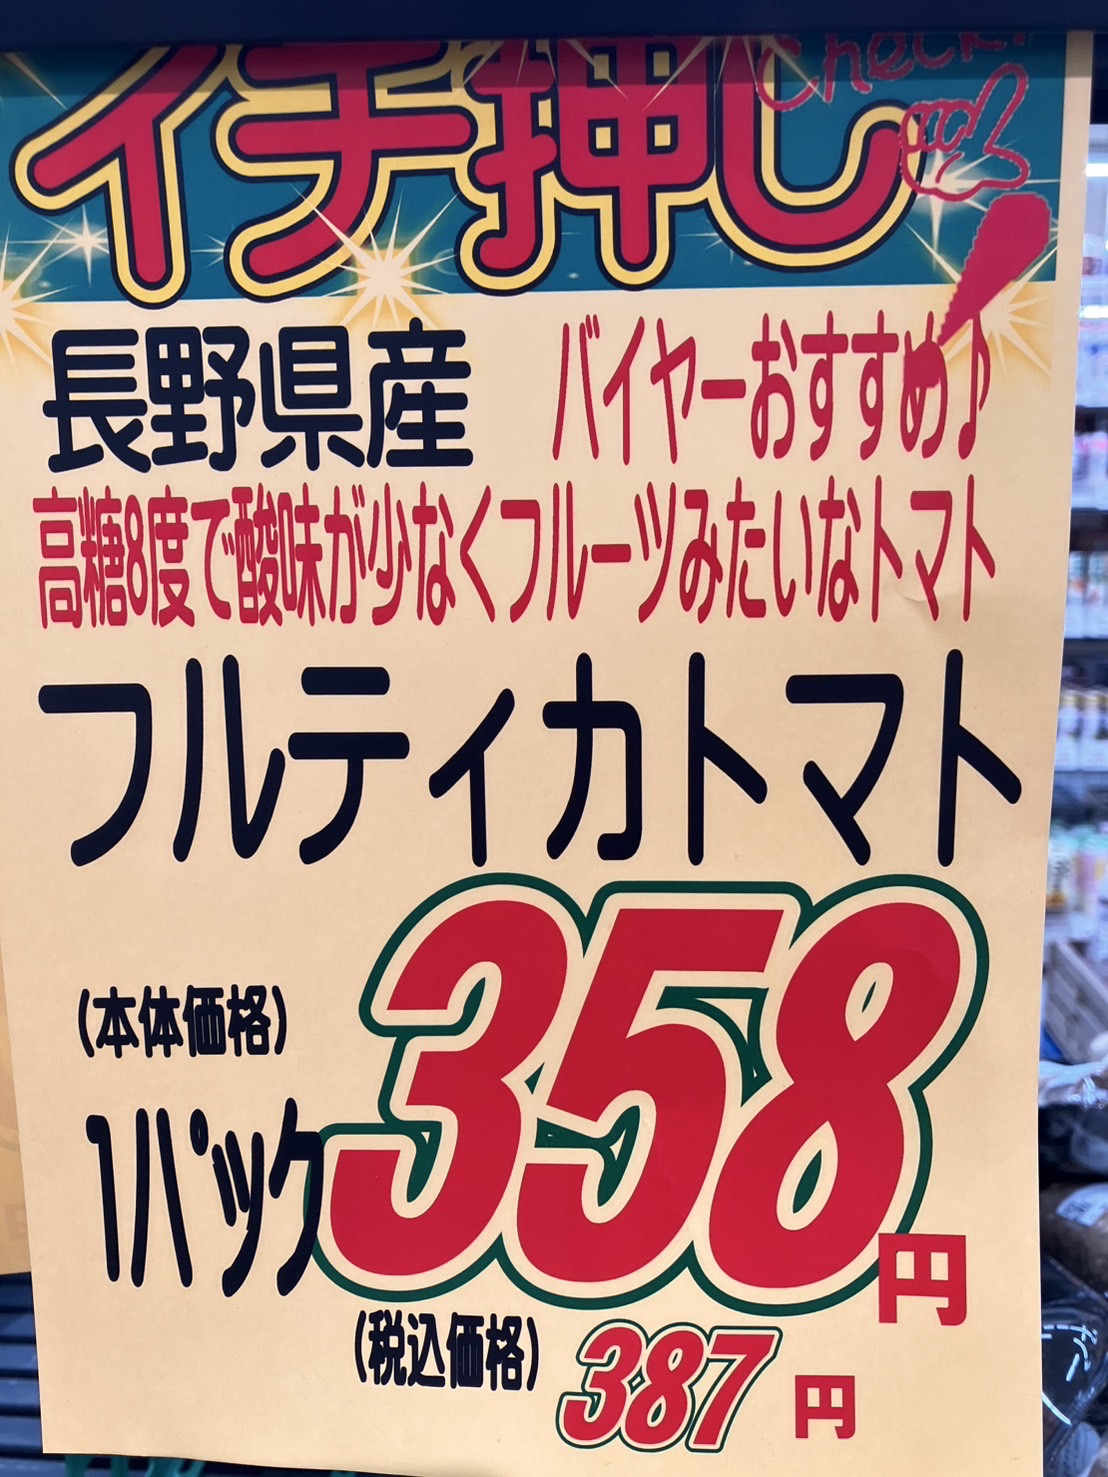 イチ押し
Check!
長野県産 バイヤーおすすめ♪
高糖8度で酸味が少なくフルーツみたいなトマト
フルティカトマト
(本体価格)
1パック 358円
(税込価格) 387円